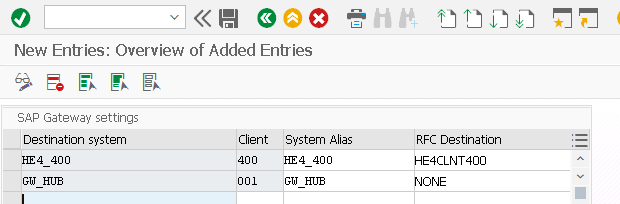 New Entries: Overview of Added Entries
SAP Gateway settings
Destination system Client System Alias RFC Destination
HE4_400 400 HE4_400 HE4CLNT400
GW_HUB 001 GW_HUB NONE